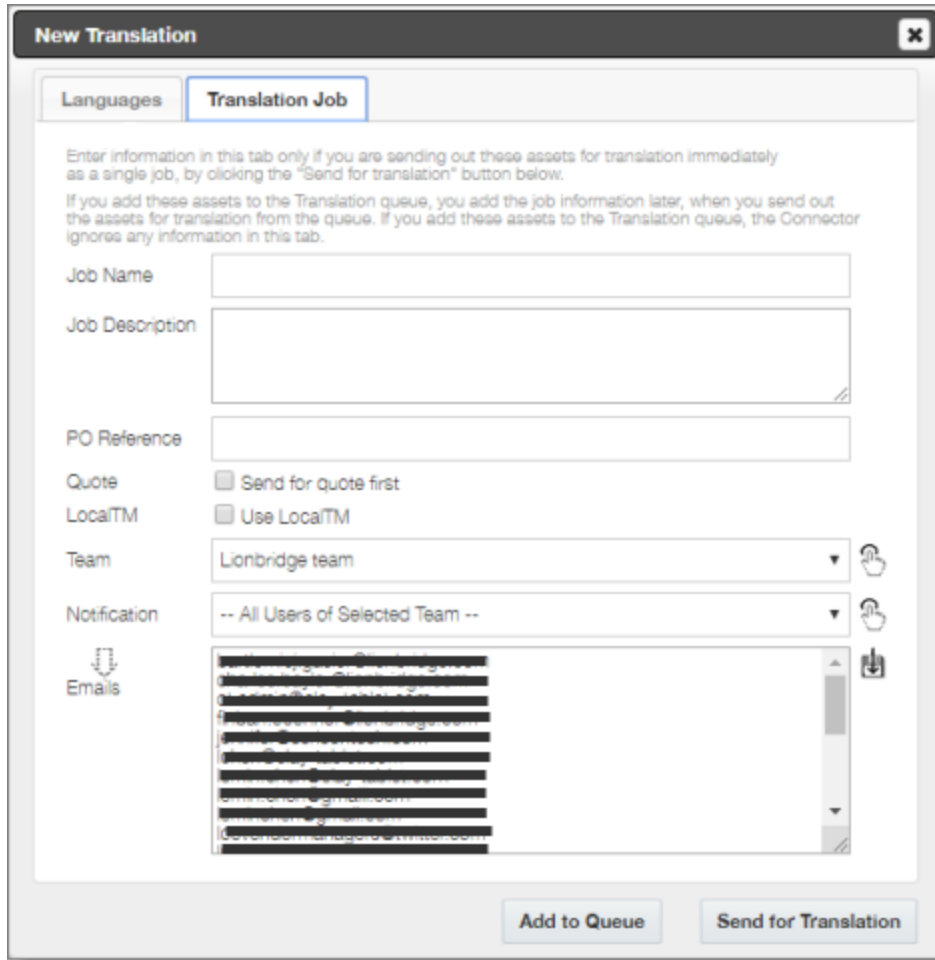 New Translation
Languages
Translation Job
Enter information in this tab only if you are sending out these assets for translation immediately
as a single job, by clicking the "Send for translation" button below.
If you add these assets to the Translation queue, you add the job information later, when you send out
the assets for translation from the queue. If you add these assets to the Translation queue, the Connector
ignores any information in this tab.
Job Name
Job Description
PO Reference
Quote
Send for quote first
LocalTM
Use LocalTM
Team
Lionbridge team
Notification
-- All Users of Selected Team --
Emails
Add to Queue
Send for Translation